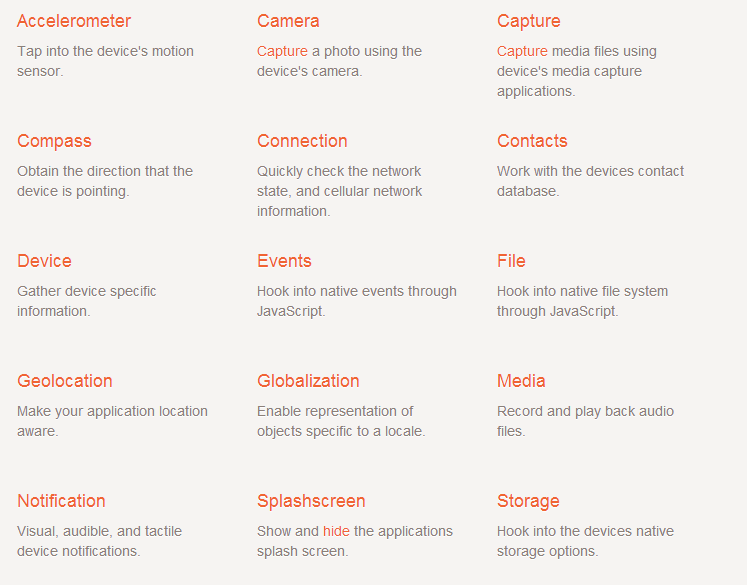 Accelerometer
Tap into the device's motion
sensor.
Camera
Capture a photo using the
device's camera.
Capture
Capture media files using
device's media capture
applications.
Compass
Obtain the direction that the
device is pointing.
Connection
Quickly check the network
state, and cellular network
information.
Contacts
Work with the devices contact
database.
Device
Gather device specific
information.
Events
Hook into native events through
JavaScript.
File
Hook into native file system
through JavaScript.
Geolocation
Make your application location
aware.
Globalization
Enable representation of
objects specific to a locale.
Media
Record and play back audio
files.
Notification
Visual, audible, and tactile
device notifications.
Splashscreen
Show and hide the applications
splash screen.
Storage
Hook into the devices native
storage options.